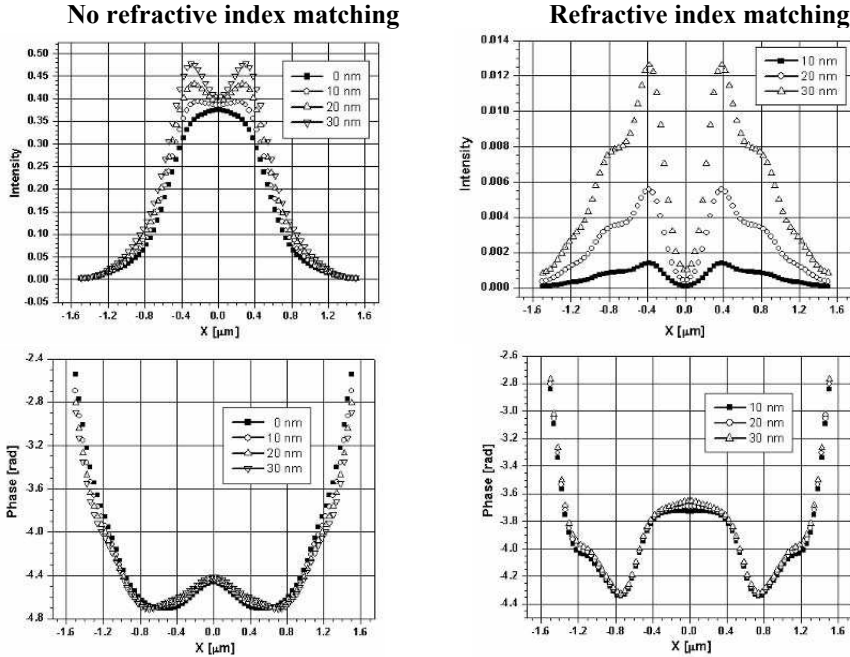 No refractive index matching
Refractive index matching
0.50
0.45
0.40
0.35
0.30
0.25
0.20
0.15
0.10
0.05
0.00
-0.05
Intensity
0 nm
10 nm
20 nm
30 nm
-1.6 -1.2 -0.8 -0.4 0.0 0.4 0.8 1.2 1.6
X [μm]
0.014
0.012
0.010
0.008
0.006
0.004
0.002
0.000
Intensity
10 nm
20 nm
30 nm
-1.6 -1.2 -0.8 -0.4 0.0 0.4 0.8 1.2 1.6
X [μm]
-2.4
-2.8
-3.2
-3.6
-4.0
-4.4
-4.8
Phase [rad]
0 nm
10 nm
20 nm
30 nm
-1.6 -1.2 -0.8 -0.4 0.0 0.4 0.8 1.2 1.6
X [μm]
-2.6
-2.8
-3.0
-3.2
-3.4
-3.6
-3.8
-4.0
-4.2
-4.4
Phase [rad]
10 nm
20 nm
30 nm
-1.6 -1.2 -0.8 -0.4 0.0 0.4 0.8 1.2 1.6
X [μm]